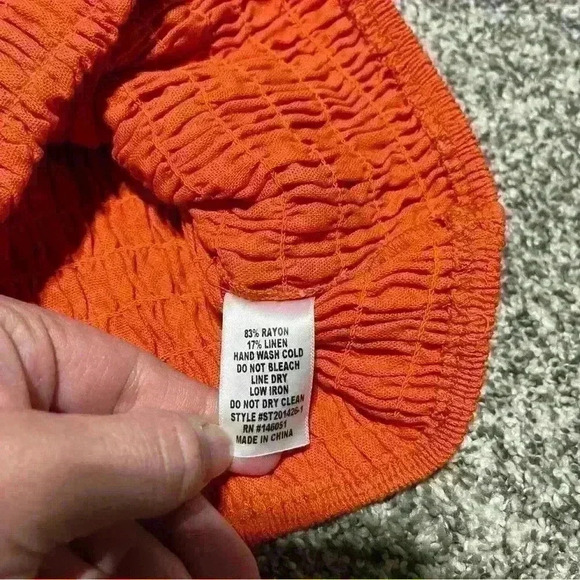 83% RAYON
17% LINEN
HAND WASH COLD
DO NOT BLEACH
LINE DRY
LOW IRON
DO NOT DRY CLEAN
STYLE #ST201426-1
RN #146051
MADE IN CHINA